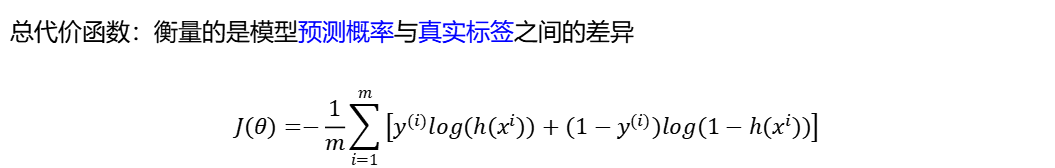 总代价函数：衡量的是模型预测概率与真实标签之间的差异
J(θ) =− 1/m ∑_{i=1}^{m} [y^{(i)}log(h(x^i)) + (1 − y^{(i)})log(1 − h(x^i))]